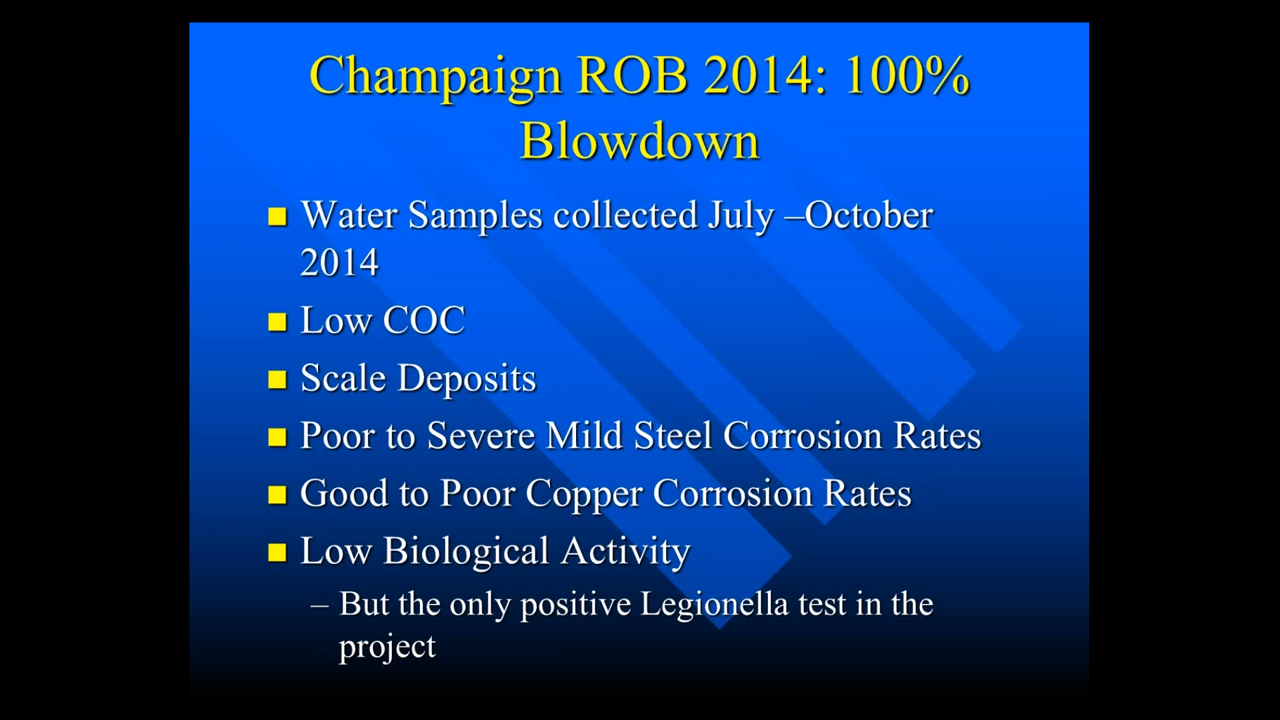 Champaign ROB 2014: 100%
Blowdown
Water Samples collected July –October
2014
Low COC
Scale Deposits
Poor to Severe Mild Steel Corrosion Rates
Good to Poor Copper Corrosion Rates
Low Biological Activity
– But the only positive Legionella test in the
project